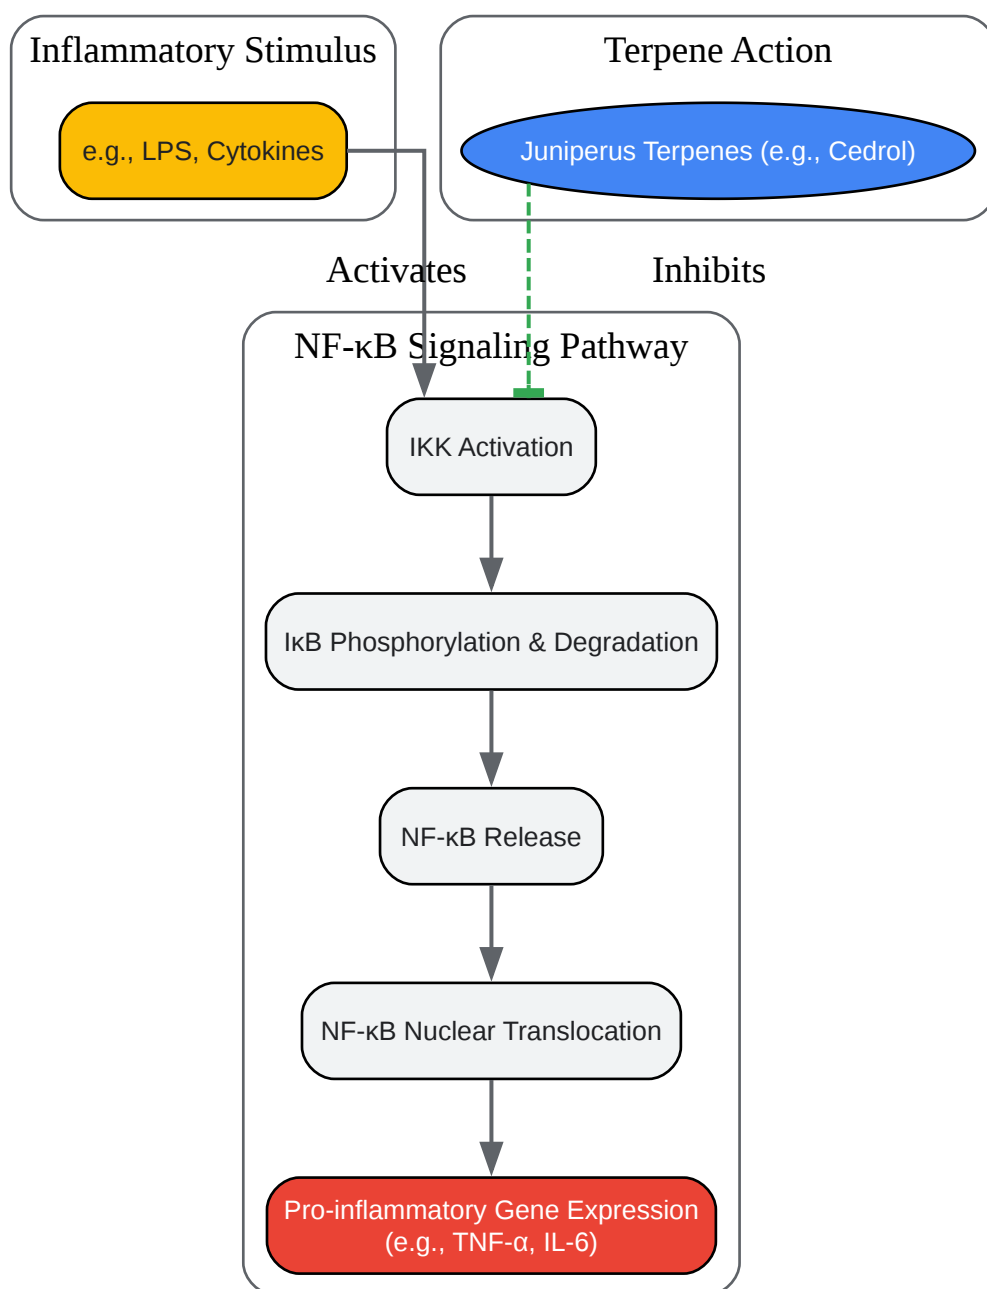 Inflammatory Stimulus
Terpene Action
e.g., LPS, Cytokines
Juniperus Terpenes (e.g., Cedrol)
Activates
Inhibits
NF-κB Signaling Pathway
IKK Activation
IκB Phosphorylation & Degradation
NF-κB Release
NF-κB Nuclear Translocation
Pro-inflammatory Gene Expression
(e.g., TNF-α, IL-6)